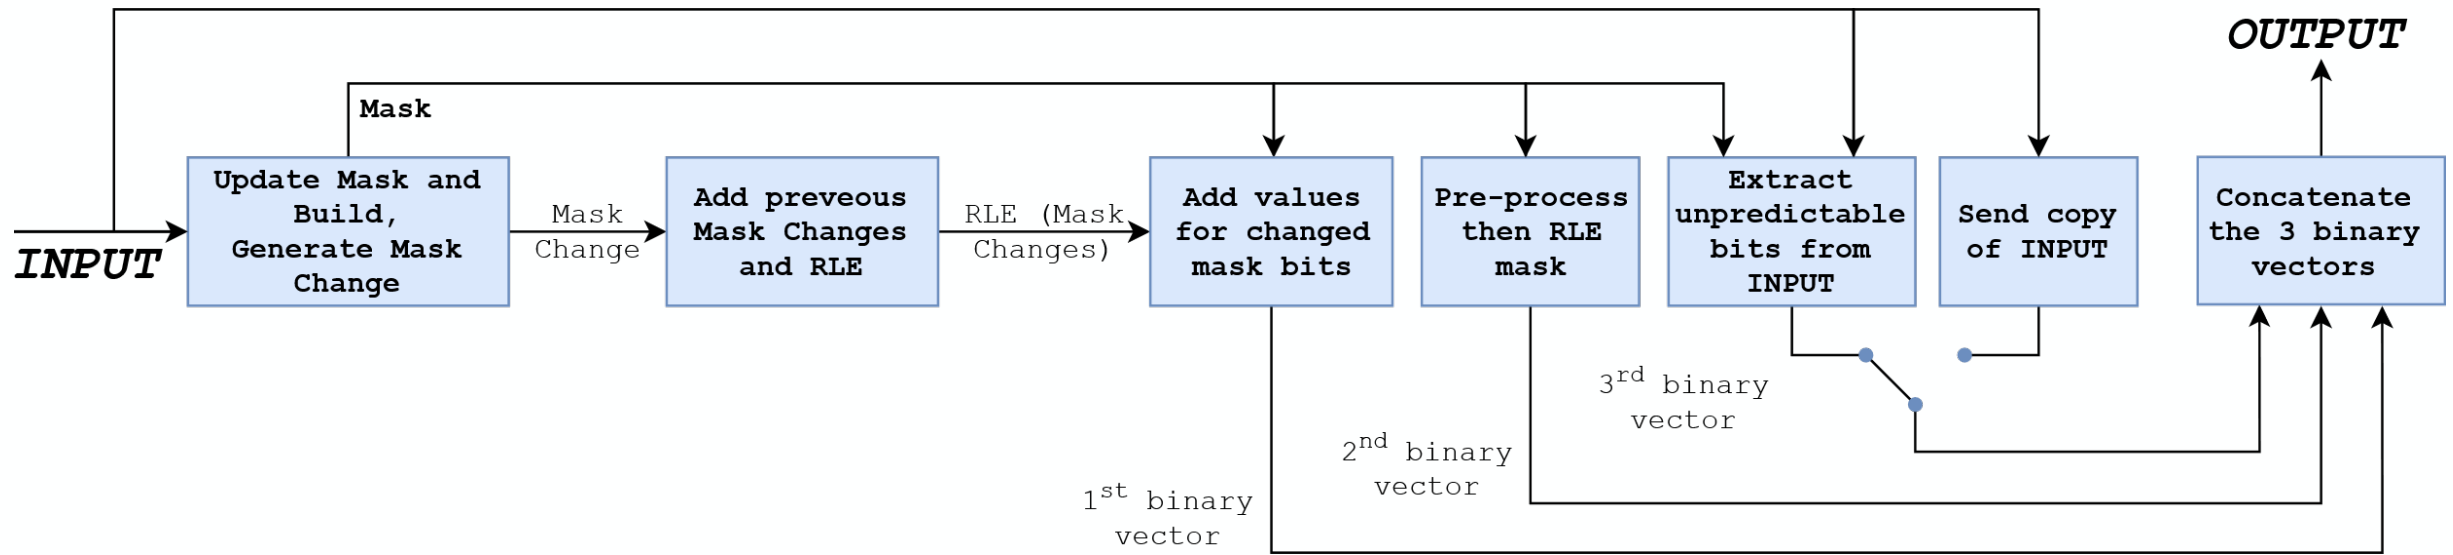 OUTPUT
Mask
INPUT
Update Mask and
Build,
Generate Mask
Change
Mask
Change
Add preveous
Mask Changes
and RLE
RLE (Mask
Changes)
Add values
for changed
mask bits
Pre-process
then RLE
mask
Extract
unpredictable
bits from
INPUT
Send copy
of INPUT
Concatenate
the 3 binary
vectors
3rd binary
vector
2nd binary
vector
1st binary
vector